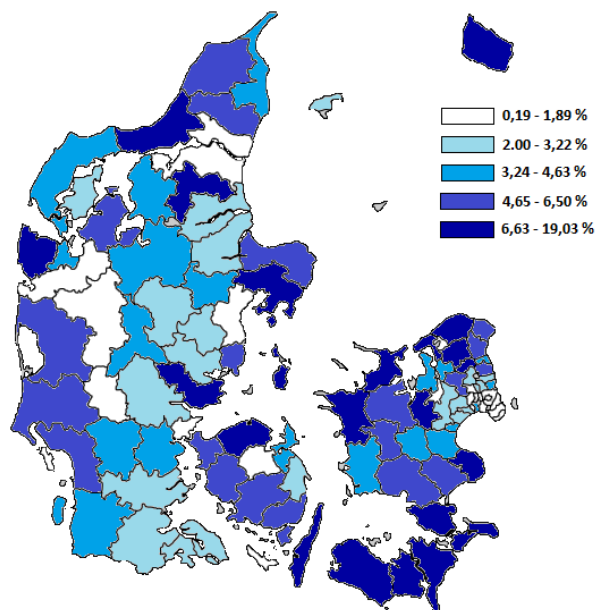 0,19 - 1,89 %
2.00 - 3,22 %
3,24 - 4,63 %
4,65 - 6,50 %
6,63 - 19,03 %